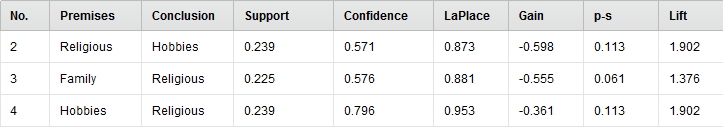 No. Premises Conclusion Support Confidence LaPlace Gain p-s Lift
2 Religious Hobbies 0.239 0.571 0.873 -0.598 0.113 1.902
3 Family Religious 0.225 0.576 0.881 -0.555 0.061 1.376
4 Hobbies Religious 0.239 0.796 0.953 -0.361 0.113 1.902